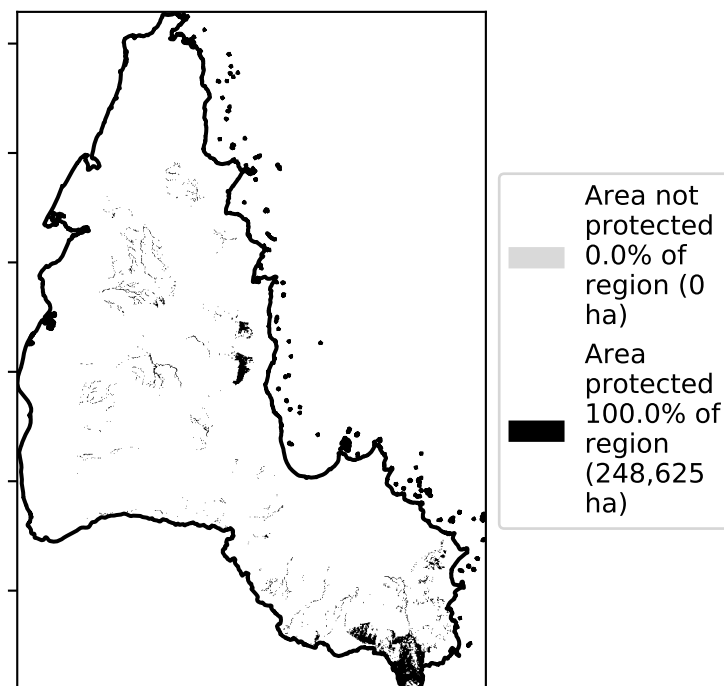 Area not
protected
0.0% of
region (0
ha)
Area
protected
100.0% of
region
(248,625
ha)